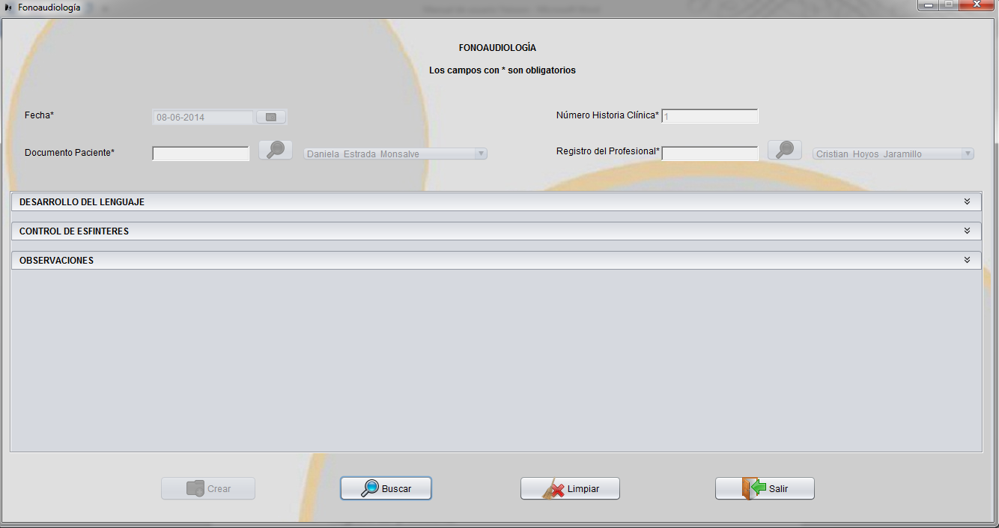 Fonoaudiología
FONOAUDIOLOGÍA
Los campos con * son obligatorios
Fecha*
08-06-2014
Número Historia Clínica*
1
Documento Paciente*
Daniela Estrada Monsalve
Registro del Profesional*
Cristian Hoyos Jaramillo
DESARROLLO DEL LENGUAJE
CONTROL DE ESFINTERES
OBSERVACIONES
Crear
Buscar
Limpiar
Salir